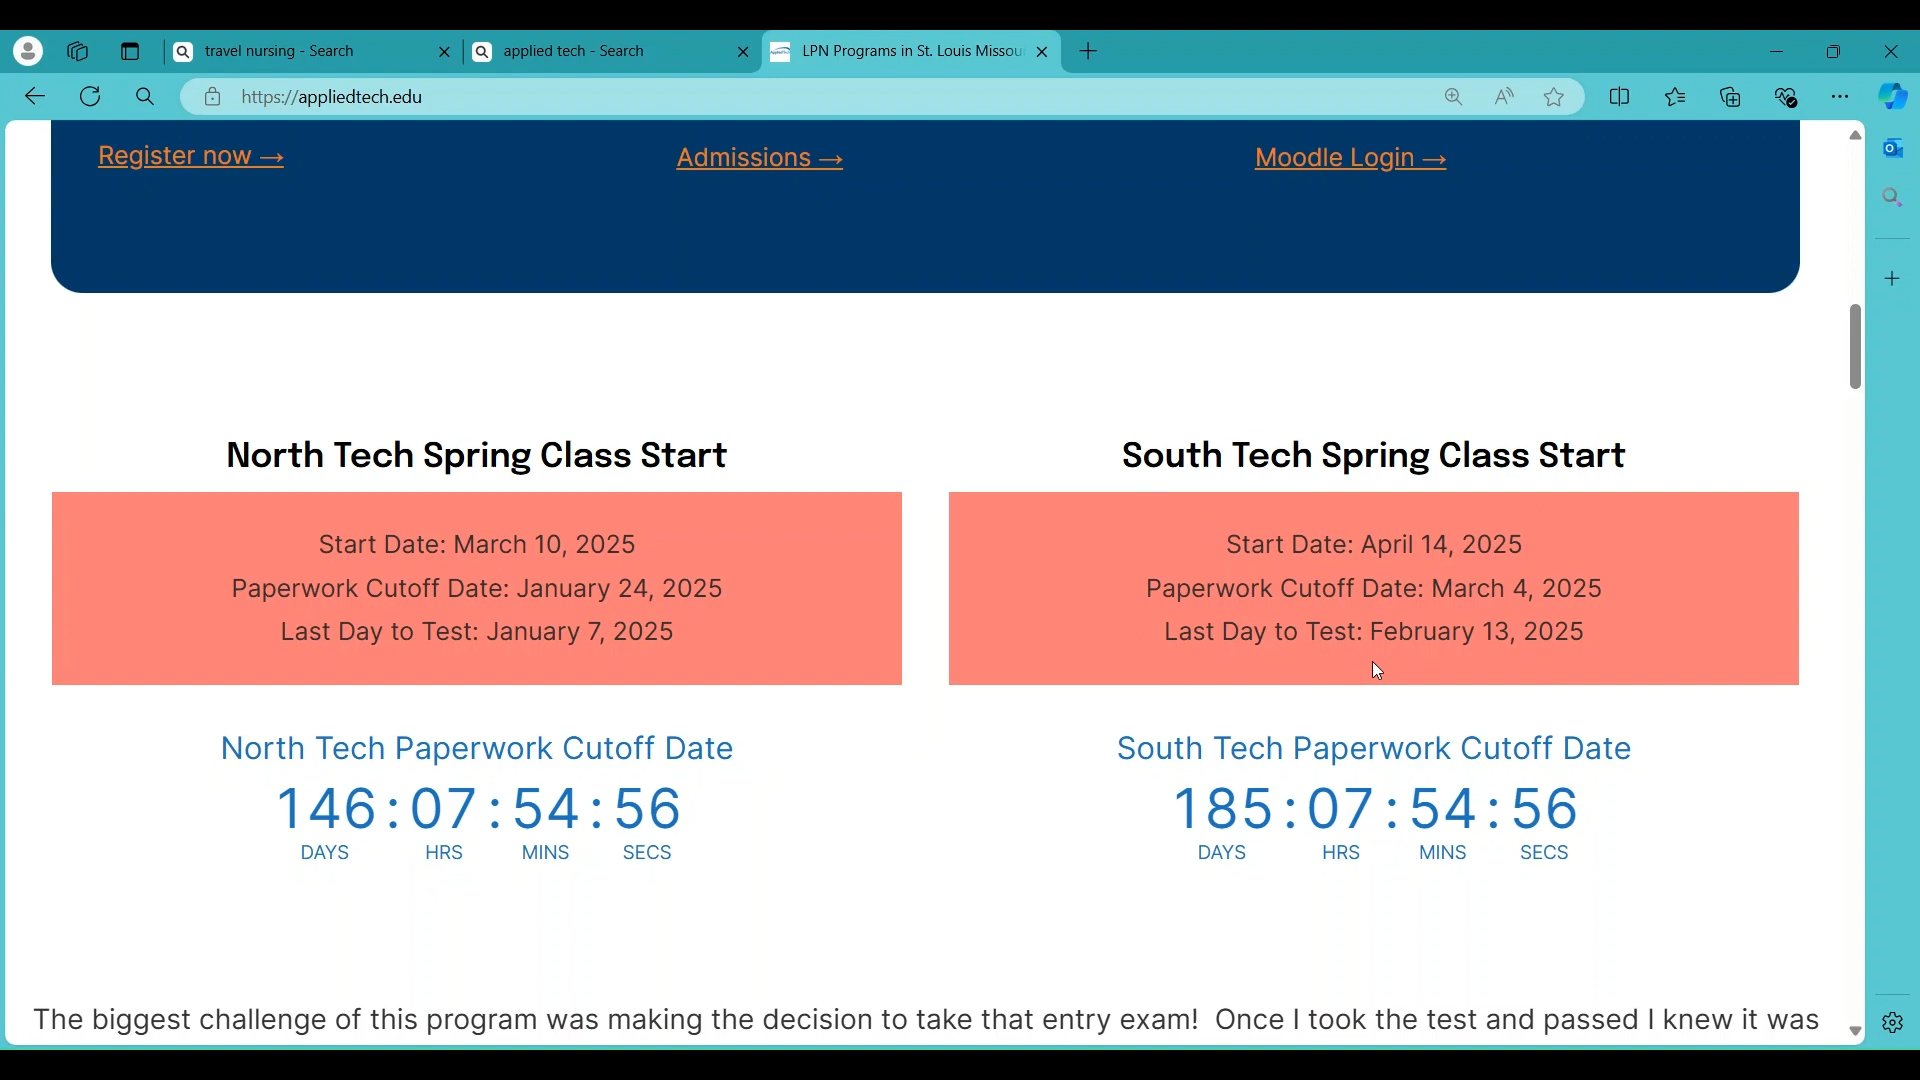 travel nursing - Search
applied tech - Search
LPN Programs in St. Louis Missou
https://appliedtech.edu
Register now →
Admissions →
Moodle Login →
North Tech Spring Class Start
Start Date: March 10, 2025
Paperwork Cutoff Date: January 24, 2025
Last Day to Test: January 7, 2025
North Tech Paperwork Cutoff Date
146 : 07 : 54 : 56
DAYS HRS MINS SECS
South Tech Spring Class Start
Start Date: April 14, 2025
Paperwork Cutoff Date: March 4, 2025
Last Day to Test: February 13, 2025
South Tech Paperwork Cutoff Date
185 : 07 : 54 : 56
DAYS HRS MINS SECS
The biggest challenge of this program was making the decision to take that entry exam! Once I took the test and passed I knew it was